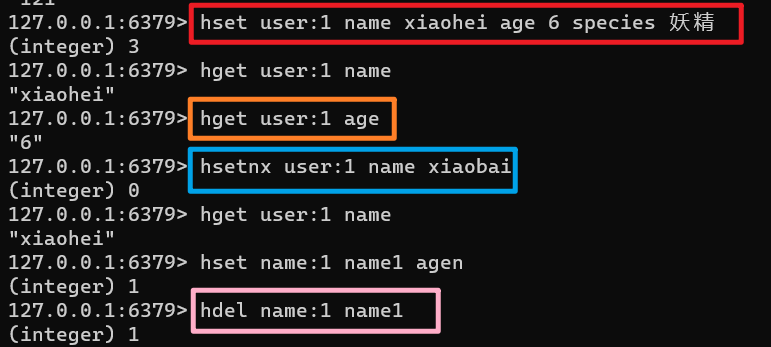 127.0.0.1:6379> hset user:1 name xiaohei age 6 species 妖精
(integer) 3
127.0.0.1:6379> hget user:1 name
"xiaohei"
127.0.0.1:6379> hget user:1 age
"6"
127.0.0.1:6379> hsetnx user:1 name xiaobai
(integer) 0
127.0.0.1:6379> hget user:1 name
"xiaohei"
127.0.0.1:6379> hset name:1 name1 agen
(integer) 1
127.0.0.1:6379> hdel name:1 name1
(integer) 1